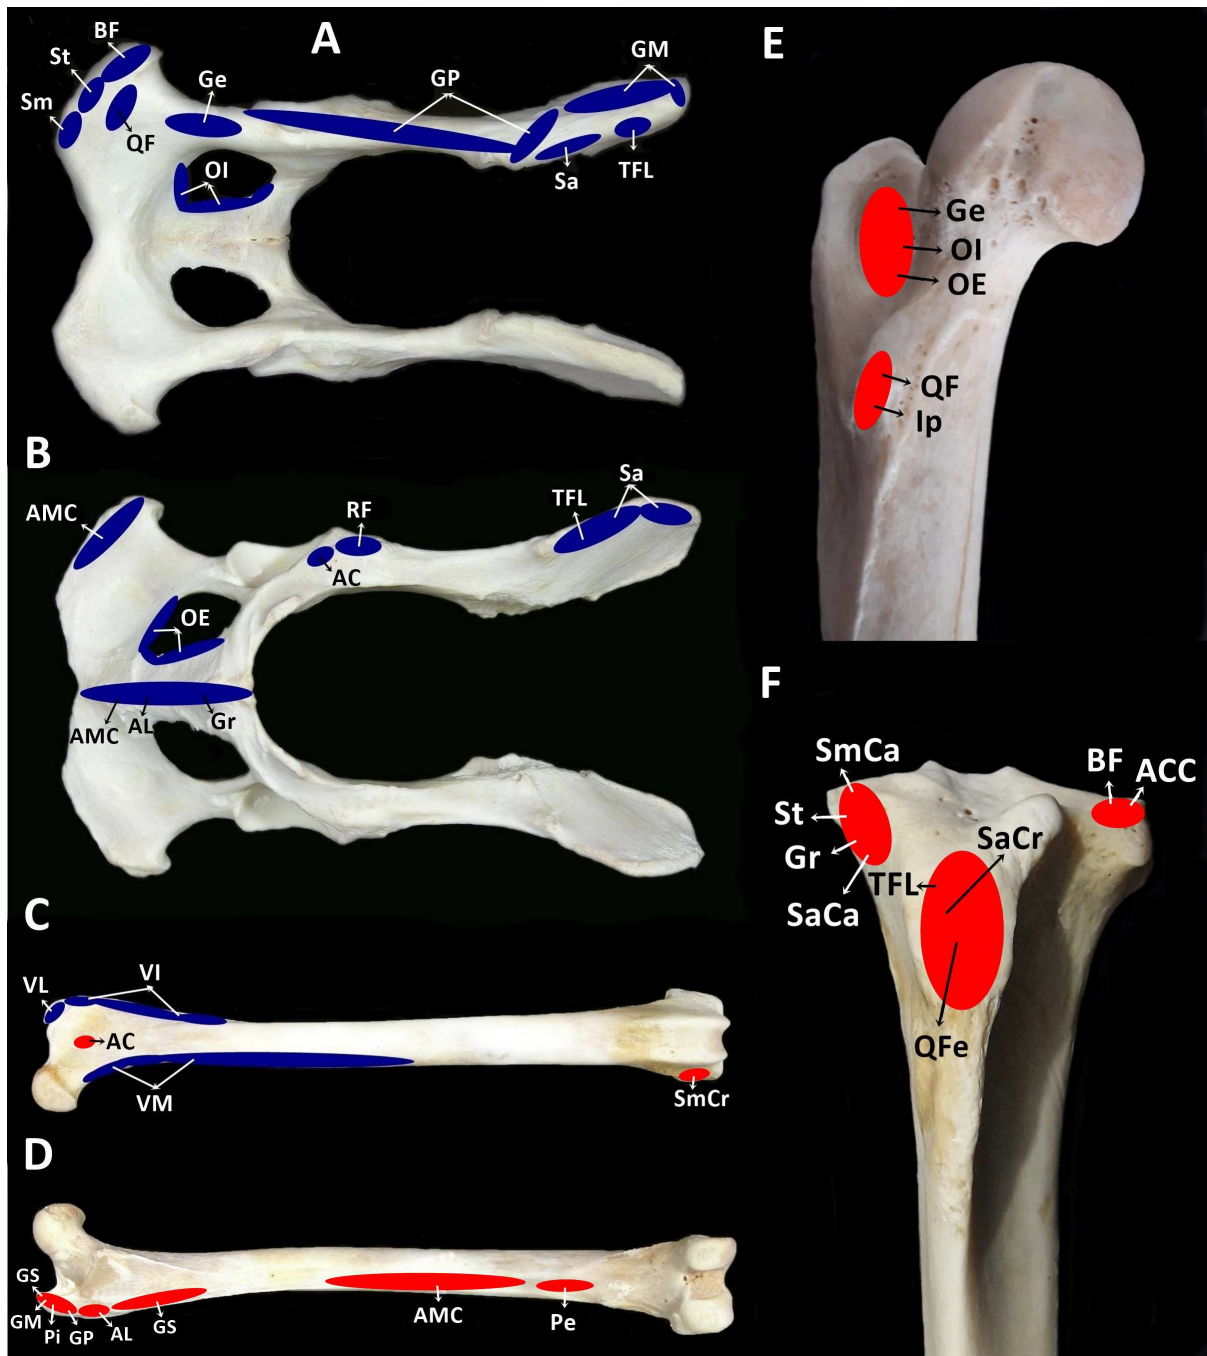 A
BF
St
Sm
QF
Ge
GP
GM
OI
Sa
TFL
B
AMC
RF
AC
TFL
Sa
OE
AMC
AL
Gr
C
VL
VI
AC
VM
SmCr
D
GS
GM
Pi
GP
AL
GS
AMC
Pe
E
Ge
OI
OE
QF
Ip
F
SmCa
St
Gr
SaCa
TFL
SaCr
QFe
BF
ACC